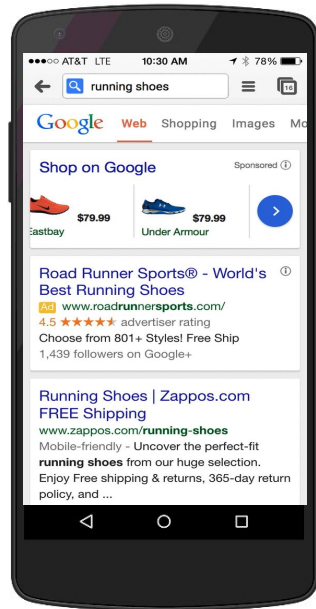 AT&T LTE 10:30 AM 78%
running shoes 16
Google Web Shopping Images Mo
Shop on Google Sponsored
$79.99 $79.99
Eastbay Under Armour
Road Runner Sports® - World's
Best Running Shoes
Ad www.roadrunnersports.com/
4.5 ★★★★★ advertiser rating
Choose from 801+ Styles! Free Ship
1,439 followers on Google+
Running Shoes | Zappos.com
FREE Shipping
www.zappos.com/running-shoes
Mobile-friendly - Uncover the perfect-fit
running shoes from our huge selection.
Enjoy Free shipping & returns, 365-day return
policy, and ...